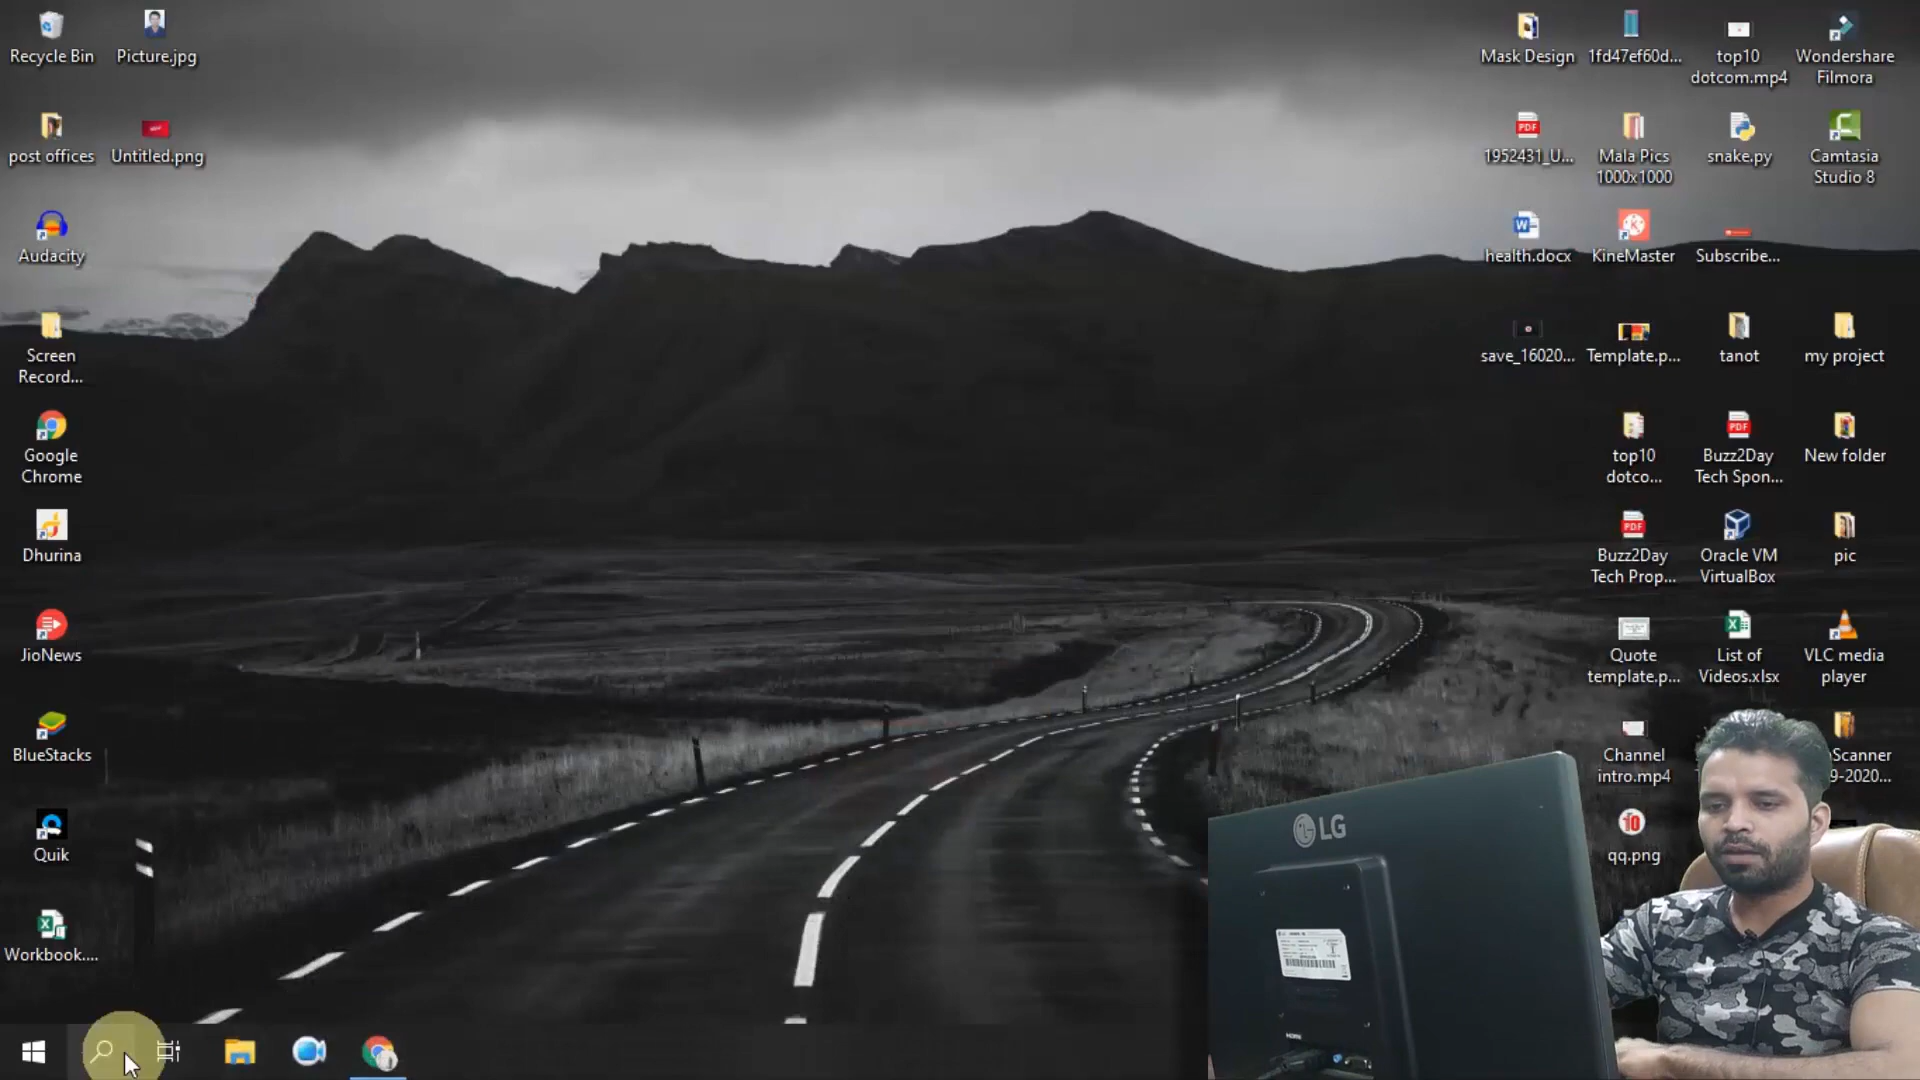 Recycle Bin
Picture.jpg
post offices
Untitled.png
Audacity
Screen
Record...
Google
Chrome
Dhurina
JioNews
BlueStacks
Quik
Workbook....
Mask Design
1fd47ef60d...
top10
dotcom.mp4
Wondershare
Filmora
PDF
1952431_U...
Mala Pics
1000x1000
snake.py
Camtasia
Studio 8
health.docx
KineMaster
Subscribe...
save_16020...
Template.p...
tanot
my project
top10
dotco...
PDF
Buzz2Day
Tech Spon...
New folder
PDF
Buzz2Day
Tech Prop...
Oracle VM
VirtualBox
pic
Quote
template.p...
List of
Videos.xlsx
VLC media
player
Channel
intro.mp4
Scanner
9-2020...
10
qq.png
LG